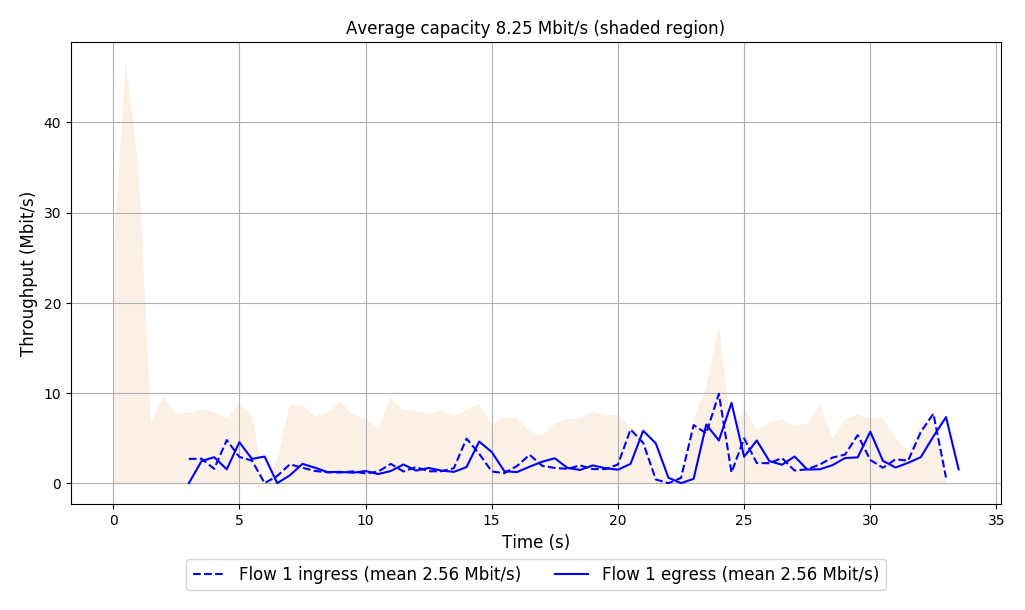 Average capacity 8.25 Mbit/s (shaded region)
Throughput (Mbit/s)
40
30
20
10
0
0 5 10 15 20 25 30 35
Time (s)
Flow 1 ingress (mean 2.56 Mbit/s) Flow 1 egress (mean 2.56 Mbit/s)